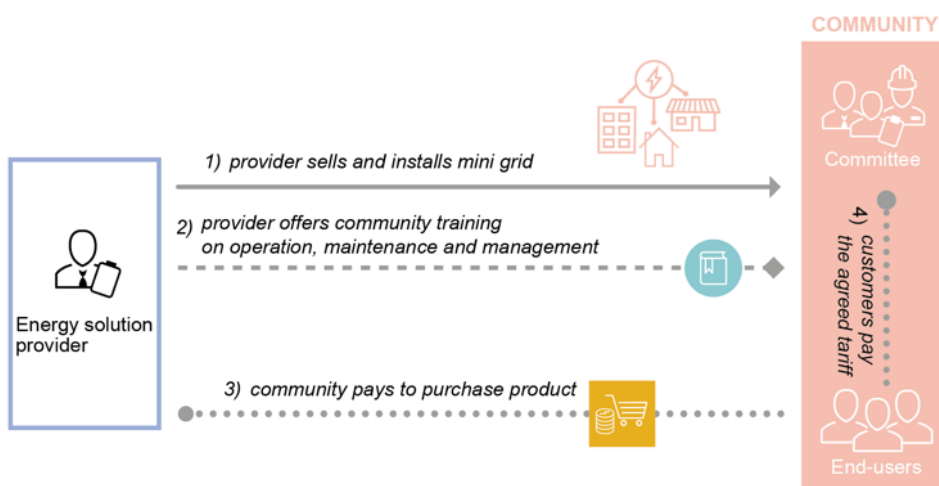 COMMUNITY
Committee
1) provider sells and installs mini grid
2) provider offers community training
on operation, maintenance and management
Energy solution
provider
3) community pays to purchase product
4) customers pay
the agreed tariff
End-users